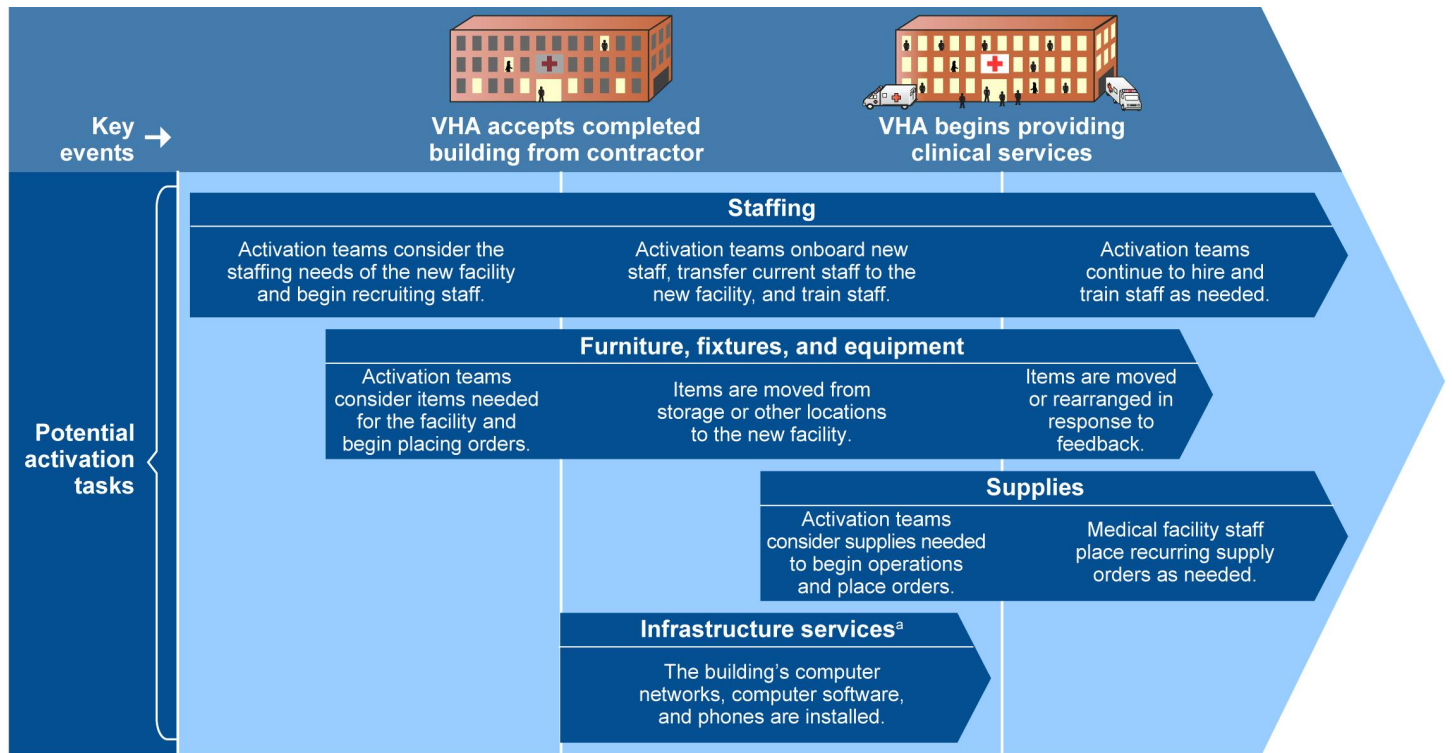 Key
events →
VHA accepts completed
building from contractor
VHA begins providing
clinical services
Potential
activation
tasks
Staffing
Activation teams consider the
staffing needs of the new facility
and begin recruiting staff.
Activation teams onboard new
staff, transfer current staff to the
new facility, and train staff.
Activation teams
continue to hire and
train staff as needed.
Furniture, fixtures, and equipment
Activation teams
consider items needed
for the facility and
begin placing orders.
Items are moved from
storage or other locations
to the new facility.
Items are moved
or rearranged in
response to
feedback.
Supplies
Activation teams
consider supplies needed
to begin operations
and place orders.
Medical facility staff
place recurring supply
orders as needed.
Infrastructure servicesᵃ
The building’s computer
networks, computer software,
and phones are installed.